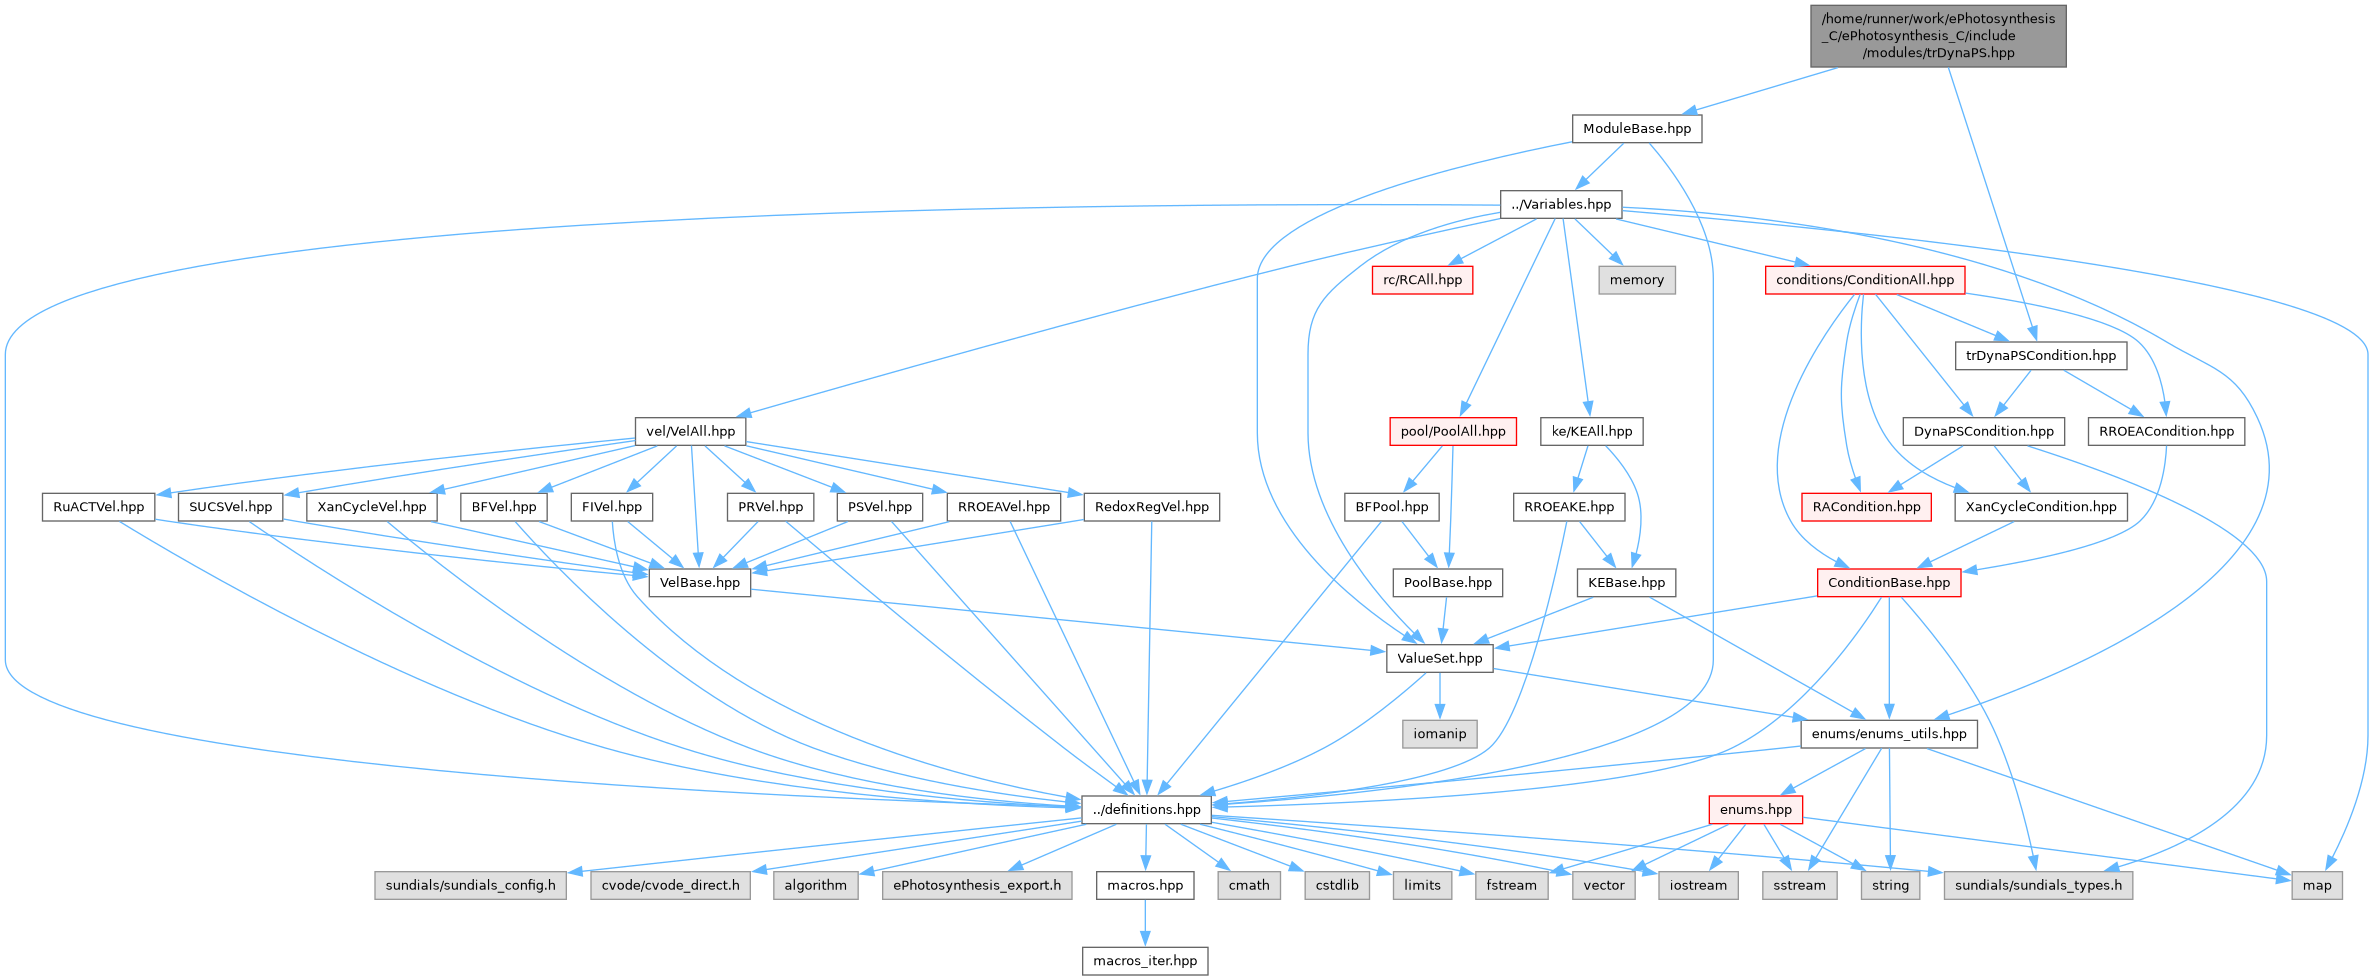 /home/runner/work/ePhotosynthesis
_C/ePhotosynthesis_C/include
/modules/trDynaPS.hpp
ModuleBase.hpp
../Variables.hpp
rc/RCAll.hpp
memory
conditions/ConditionAll.hpp
trDynaPSCondition.hpp
vel/VelAll.hpp
pool/PoolAll.hpp
ke/KEAll.hpp
DynaPSCondition.hpp
RROEACondition.hpp
RuACTVel.hpp
SUCSVel.hpp
XanCycleVel.hpp
BFVel.hpp
FIVel.hpp
PRVel.hpp
PSVel.hpp
RROEAVel.hpp
RedoxRegVel.hpp
BFPool.hpp
RROEAKE.hpp
RACondition.hpp
XanCycleCondition.hpp
VelBase.hpp
PoolBase.hpp
KEBase.hpp
ConditionBase.hpp
ValueSet.hpp
iomanip
enums/enums_utils.hpp
../definitions.hpp
enums.hpp
sundials/sundials_config.h
cvode/cvode_direct.h
algorithm
ePhotosynthesis_export.h
macros.hpp
cmath
cstdlib
limits
fstream
vector
iostream
sstream
string
sundials/sundials_types.h
map
macros_iter.hpp